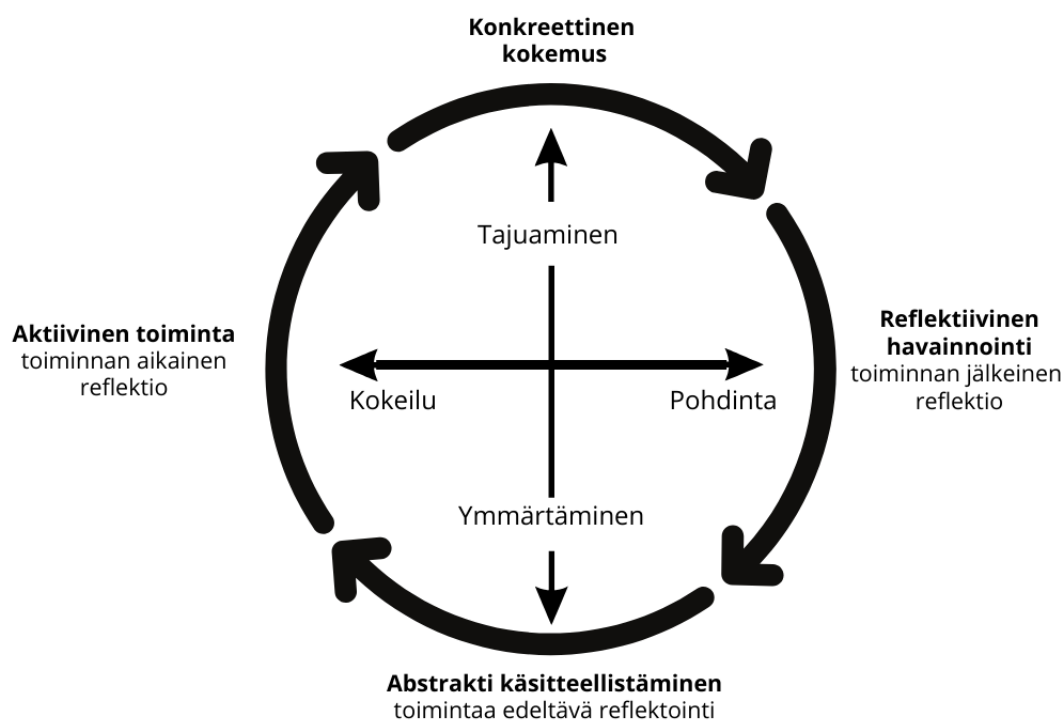 Konkreettinen
kokemus
Tajuaminen
Aktiivinen toiminta
toiminnan aikainen
reflektio
Reflektiivinen
havainnointi
toiminnan jälkeinen
reflektio
Kokeilu
Pohdinta
Ymmärtäminen
Abstrakti käsitteellistäminen
toimintaa edeltävä reflektointi